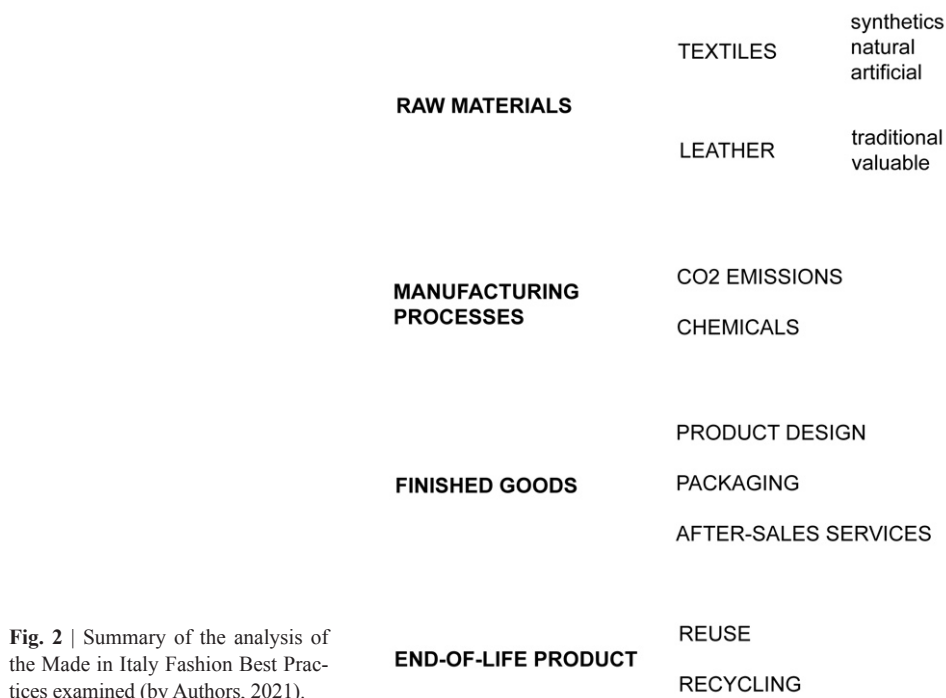 RAW MATERIALS
TEXTILES
synthetics
natural
artificial
LEATHER
traditional
valuable
MANUFACTURING
PROCESSES
CO2 EMISSIONS
CHEMICALS
FINISHED GOODS
PRODUCT DESIGN
PACKAGING
AFTER-SALES SERVICES
END-OF-LIFE PRODUCT
REUSE
RECYCLING
Fig. 2 | Summary of the analysis of
the Made in Italy Fashion Best Prac-
tices examined (by Authors, 2021).